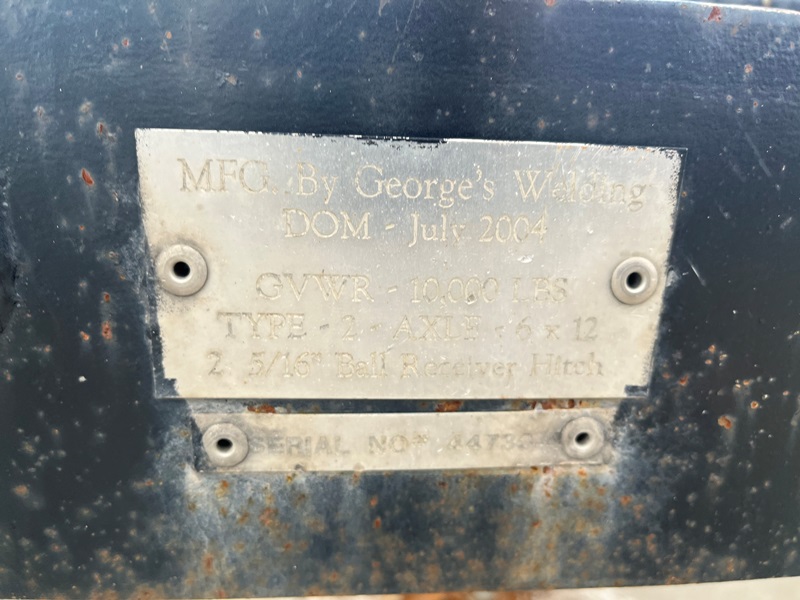 MFG. By George's Welding
DOM - July 2004
GVWR - 10,000 LBS
TYPE - 2 - AXLE - 6 x 12
2 5/16" Ball Receiver Hitch
SERIAL NO*